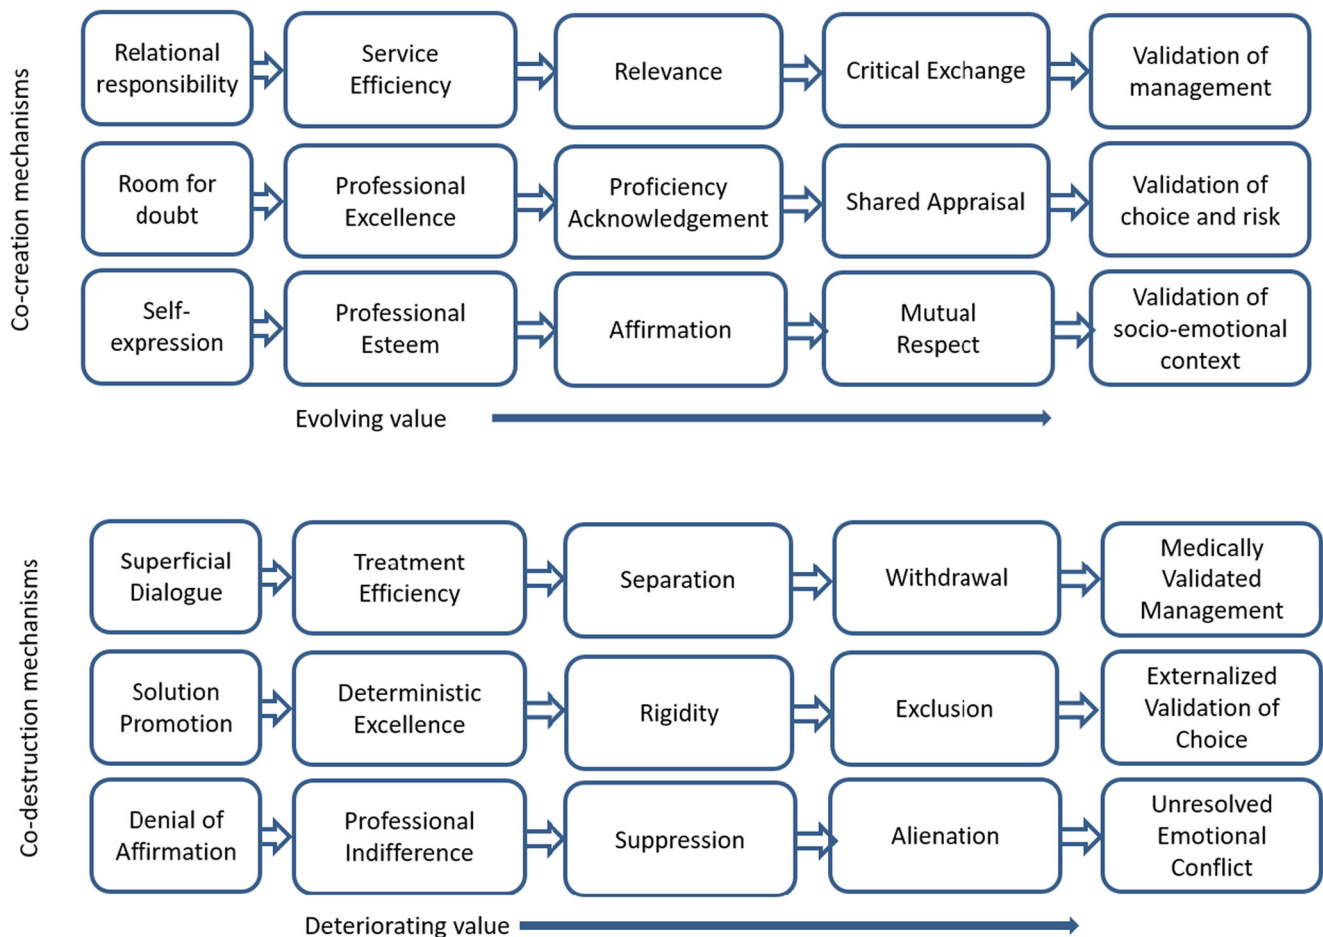 Co-creation mechanisms
Relational
responsibility
Service
Efficiency
Relevance
Critical Exchange
Validation of
management
Room for
doubt
Professional
Excellence
Proficiency
Acknowledgement
Shared Appraisal
Validation of
choice and risk
Self-
expression
Professional
Esteem
Affirmation
Mutual
Respect
Validation of
socio-emotional
context
Evolving value
Co-destruction mechanisms
Superficial
Dialogue
Treatment
Efficiency
Separation
Withdrawal
Medically
Validated
Management
Solution
Promotion
Deterministic
Excellence
Rigidity
Exclusion
Externalized
Validation of
Choice
Denial of
Affirmation
Professional
Indifference
Suppression
Alienation
Unresolved
Emotional
Conflict
Deteriorating value